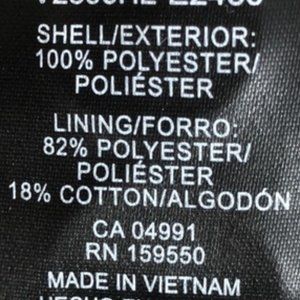 SHELL/EXTERIOR:
100% POLYESTER/
POLIÉSTER
LINING/FORRO:
82% POLYESTER/
POLIÉSTER
18% COTTON/ALGODÓN
CA 04991
RN 159550
MADE IN VIETNAM